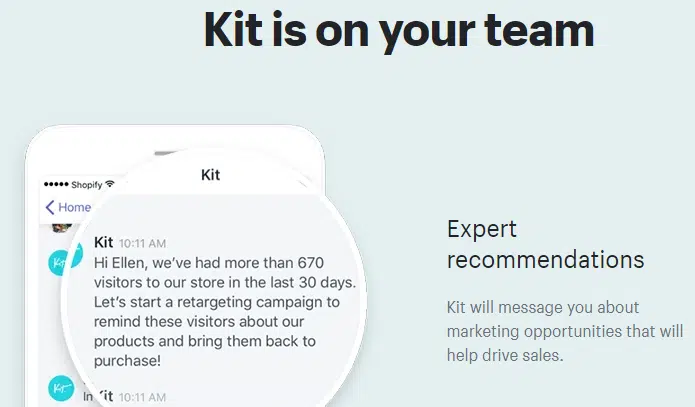 Kit is on your team
Kit
Shopify
Home
Kit 10:11 AM
Hi Ellen, we've had more than 670
visitors to our store in the last 30 days.
Let's start a retargeting campaign to
remind these visitors about our
products and bring them back to
purchase!
Kit
Kit 10:11 AM
Kit
In
Expert
recommendations
Kit will message you about
marketing opportunities that will
help drive sales.